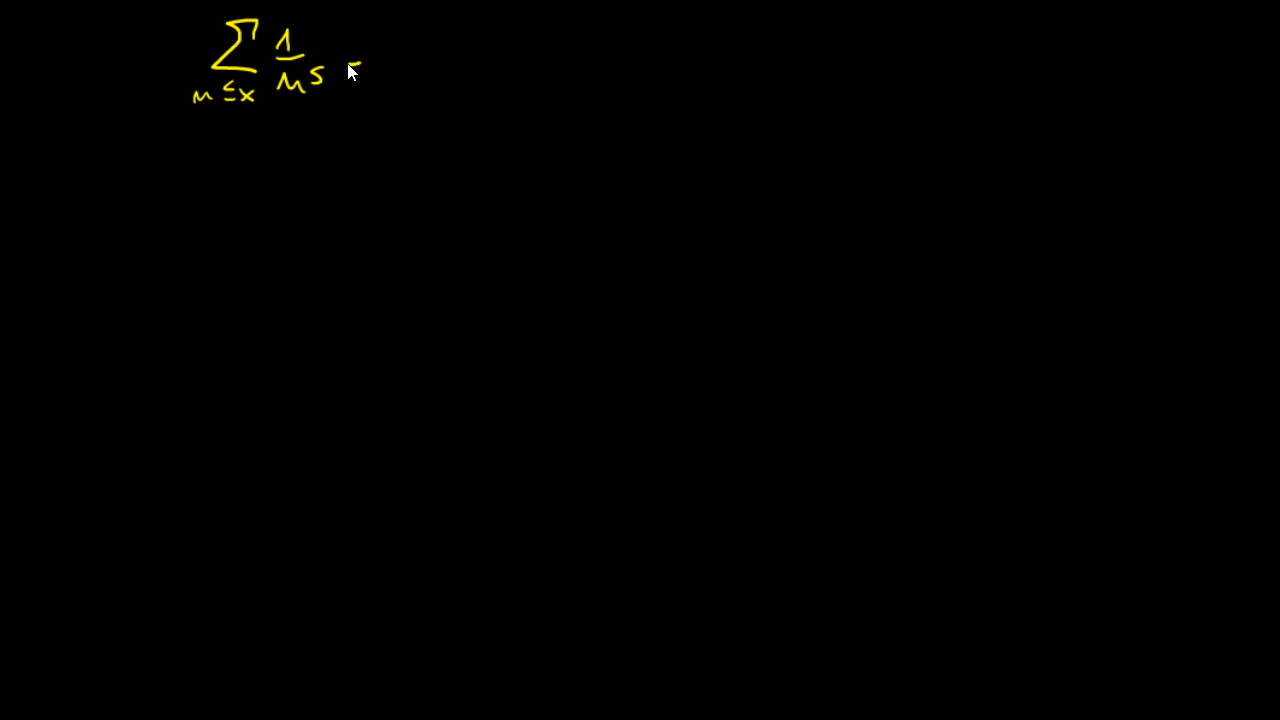 ∑_{n ≤ x} 1/n^s =